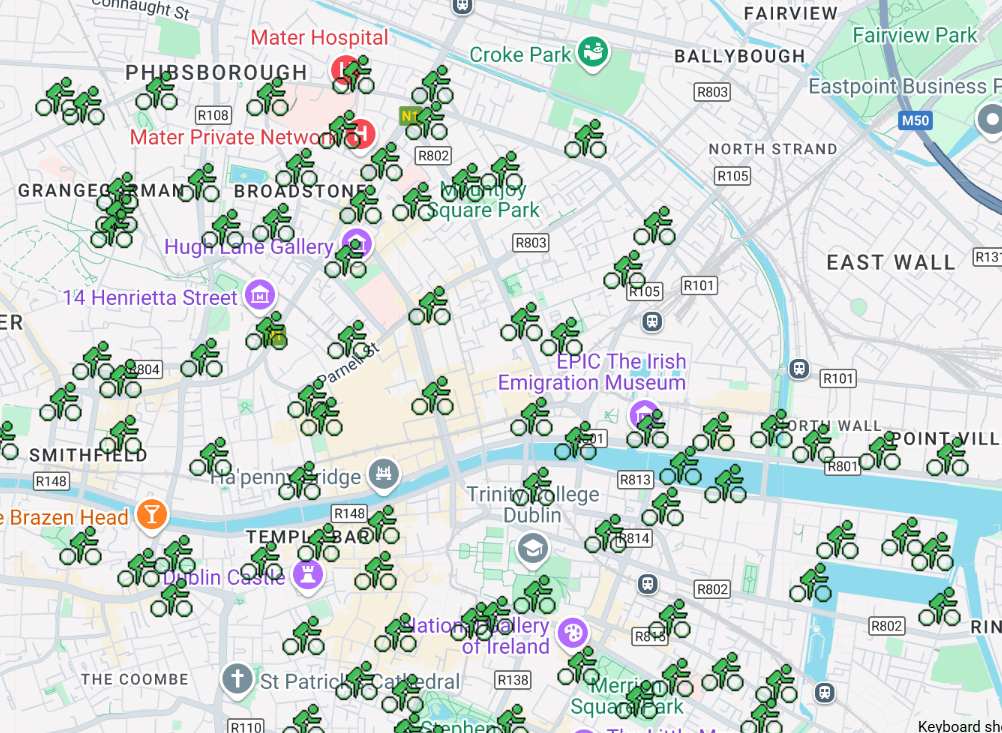 Connaught St
FAIRVIEW
Mater Hospital
Fairview Park
Croke Park
BALLYBOUGH
PHIBSBOROUGH
Eastpoint Business P
R803
R108
N1
M50
Mater Private Network
R802
NORTH STRAND
R105
GRANGEGORMAN
BROADSTONE
Mountjoy
Square Park
Hugh Lane Gallery
R803
EAST WALL
R131
14 Henrietta Street
R105
R101
ER
Parnell St
EPIC The Irish
Emigration Museum
R804
R101
SMITHFIELD
NORTH WALL
POINT VILL
R801
Ha'penny Bridge
R148
R813
Trinity College
Dublin
R148
e Brazen Head
TEMPLE BAR
R814
Dublin Castle
R802
National Gallery
of Ireland
R813
R802
RIN
THE COOMBE
St Patrick's Cathedral
R138
Merrion
Square Park
R110
Stephen
The Little M
Keyboard sho